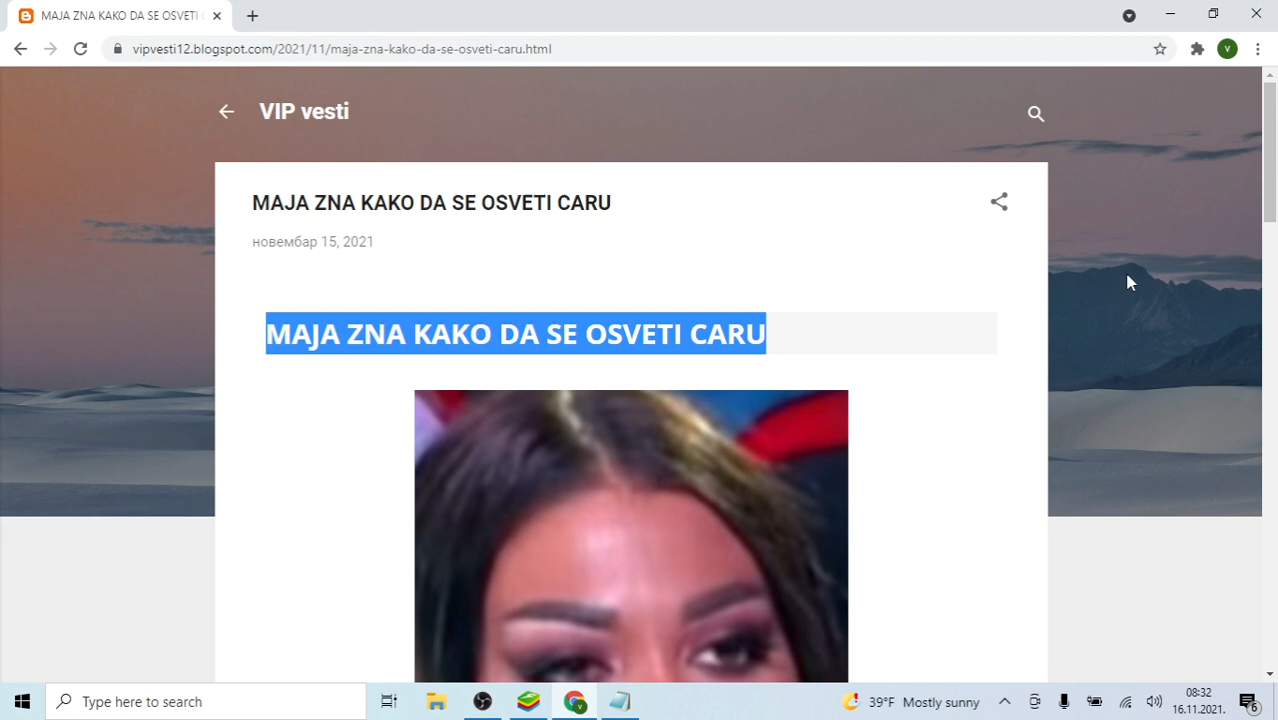 MAJA ZNA KAKO DA SE OSVETI
vipvesti12.blogspot.com/2021/11/maja-zna-kako-da-se-osveti-caru.html
V
VIP vesti
MAJA ZNA KAKO DA SE OSVETI CARU
новембар 15, 2021
MAJA ZNA KAKO DA SE OSVETI CARU
Type here to search
V
39°F Mostly sunny
08:32
16.11.2021.
6